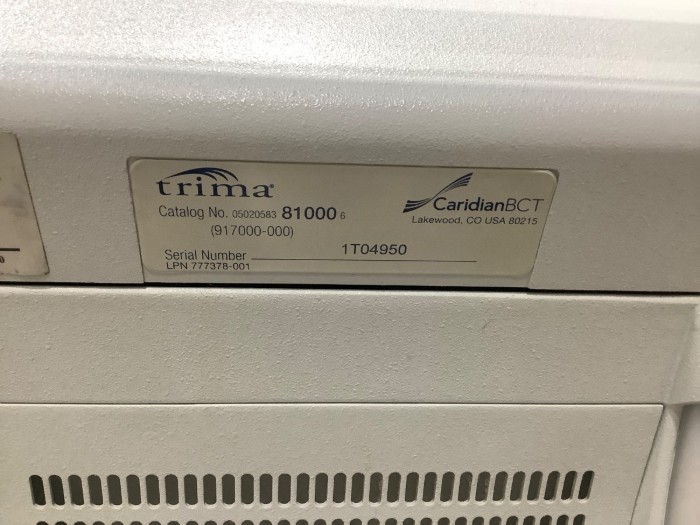 trima®
Catalog No. 05020583 81000 6
(917000-000)
CaridianBCT
Lakewood, CO USA 80215
Serial Number 1T04950
LPN 777378-001